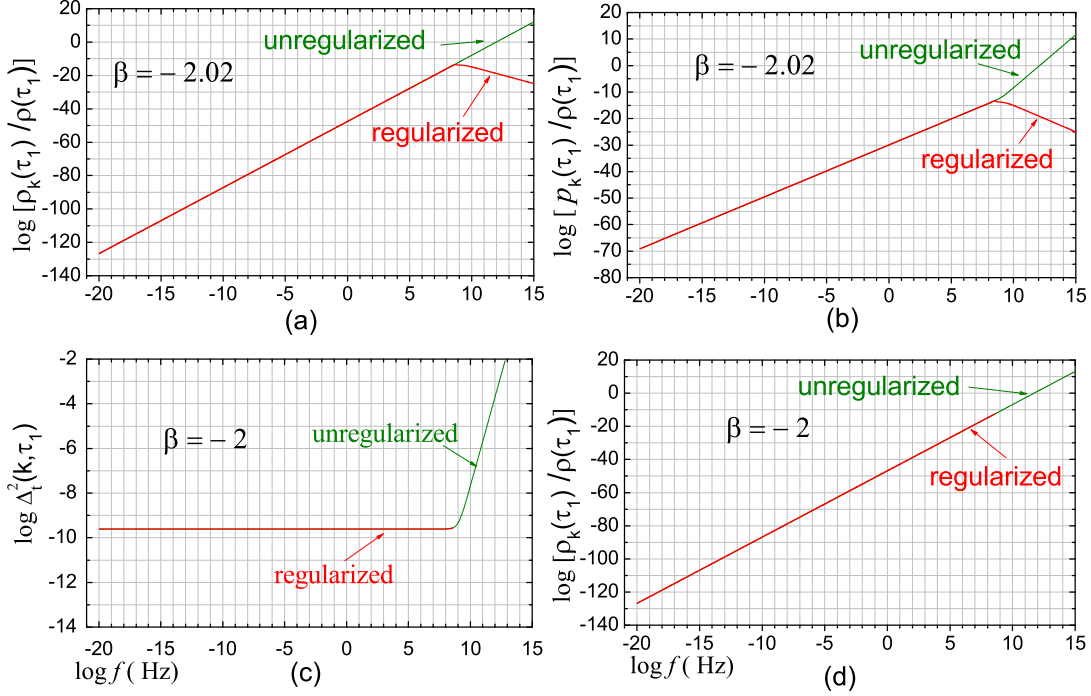 20
0
-20
-40
-60
-80
-100
-120
-140
log [ρk(τ1) /ρ(τ1)]
β = − 2.02
unregularized
regularized
-20 -15 -10 -5 0 5 10 15
(a)
20
10
0
-10
-20
-30
-40
-50
-60
-70
-80
log [ pk(τ1) /ρ(τ1)]
β = − 2.02
unregularized
regularized
-20 -15 -10 -5 0 5 10 15
(b)
-2
-4
-6
-8
-10
-12
-14
log Δt²(k,τ1)
β = − 2
unregularized
regularized
-20 -15 -10 -5 0 5 10 15
log f ( Hz)
(c)
20
0
-20
-40
-60
-80
-100
-120
-140
log [ρk(τ1) /ρ(τ1)]
unregularized
β = − 2
regularized
-20 -15 -10 -5 0 5 10 15
log f ( Hz)
(d)